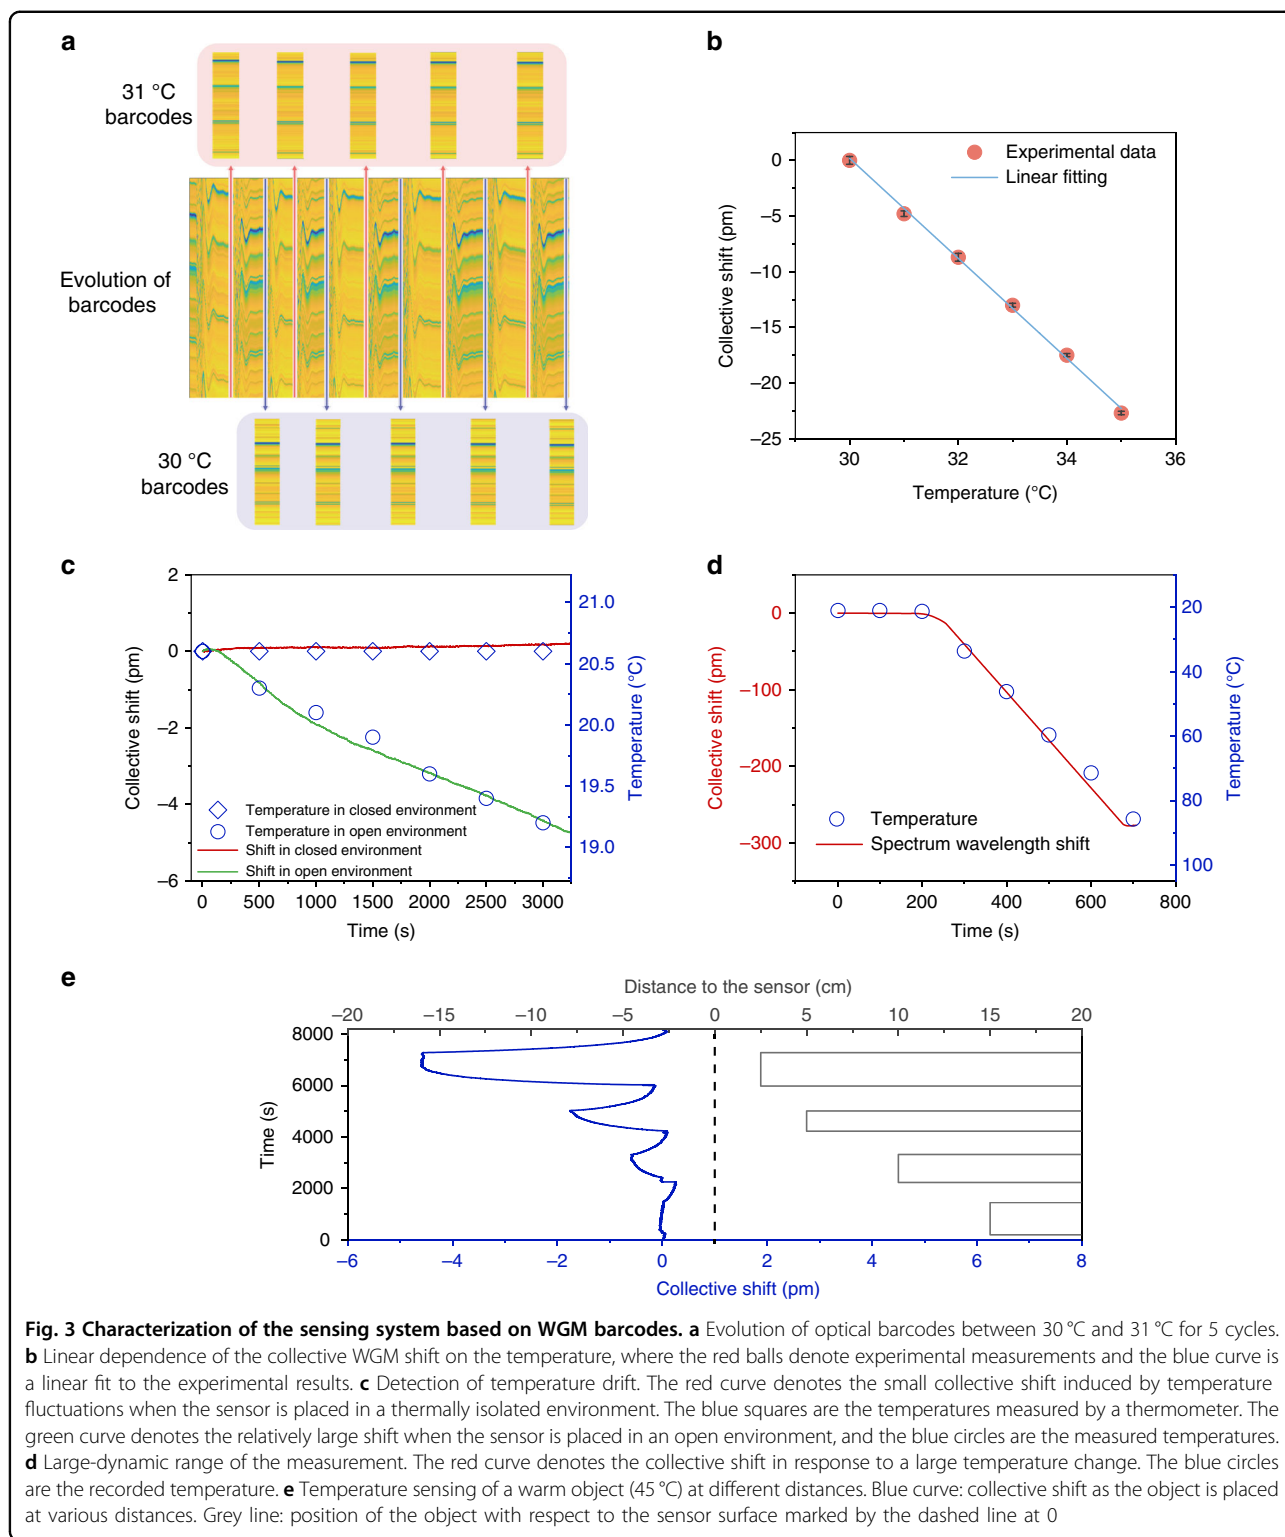 a
31 °C
barcodes
Evolution of
barcodes
30 °C
barcodes
b
Collective shift (pm)
0
−5
−10
−15
−20
−25
Experimental data
Linear fitting
30
32
34
36
Temperature (°C)
c
Collective shift (pm)
2
0
−2
−4
−6
21.0
20.5
20.0
19.5
19.0
Temperature (°C)
Temperature in closed environment
Temperature in open environment
Shift in closed environment
Shift in open environment
0 500 1000 1500 2000 2500 3000
Time (s)
d
Collective shift (pm)
0
−100
−200
−300
20
40
60
80
100
Temperature (°C)
Temperature
Spectrum wavelength shift
0 200 400 600 800
Time (s)
e
Distance to the sensor (cm)
−20 −15 −10 −5 0 5 10 15 20
Time (s)
8000
6000
4000
2000
0
−6 −4 −2 0 2 4 6 8
Collective shift (pm)
Fig. 3 Characterization of the sensing system based on WGM barcodes. a Evolution of optical barcodes between 30 °C and 31 °C for 5 cycles.
b Linear dependence of the collective WGM shift on the temperature, where the red balls denote experimental measurements and the blue curve is
a linear fit to the experimental results. c Detection of temperature drift. The red curve denotes the small collective shift induced by temperature
fluctuations when the sensor is placed in a thermally isolated environment. The blue squares are the temperatures measured by a thermometer. The
green curve denotes the relatively large shift when the sensor is placed in an open environment, and the blue circles are the measured temperatures.
d Large-dynamic range of the measurement. The red curve denotes the collective shift in response to a large temperature change. The blue circles
are the recorded temperature. e Temperature sensing of a warm object (45 °C) at different distances. Blue curve: collective shift as the object is placed
at various distances. Grey line: position of the object with respect to the sensor surface marked by the dashed line at 0